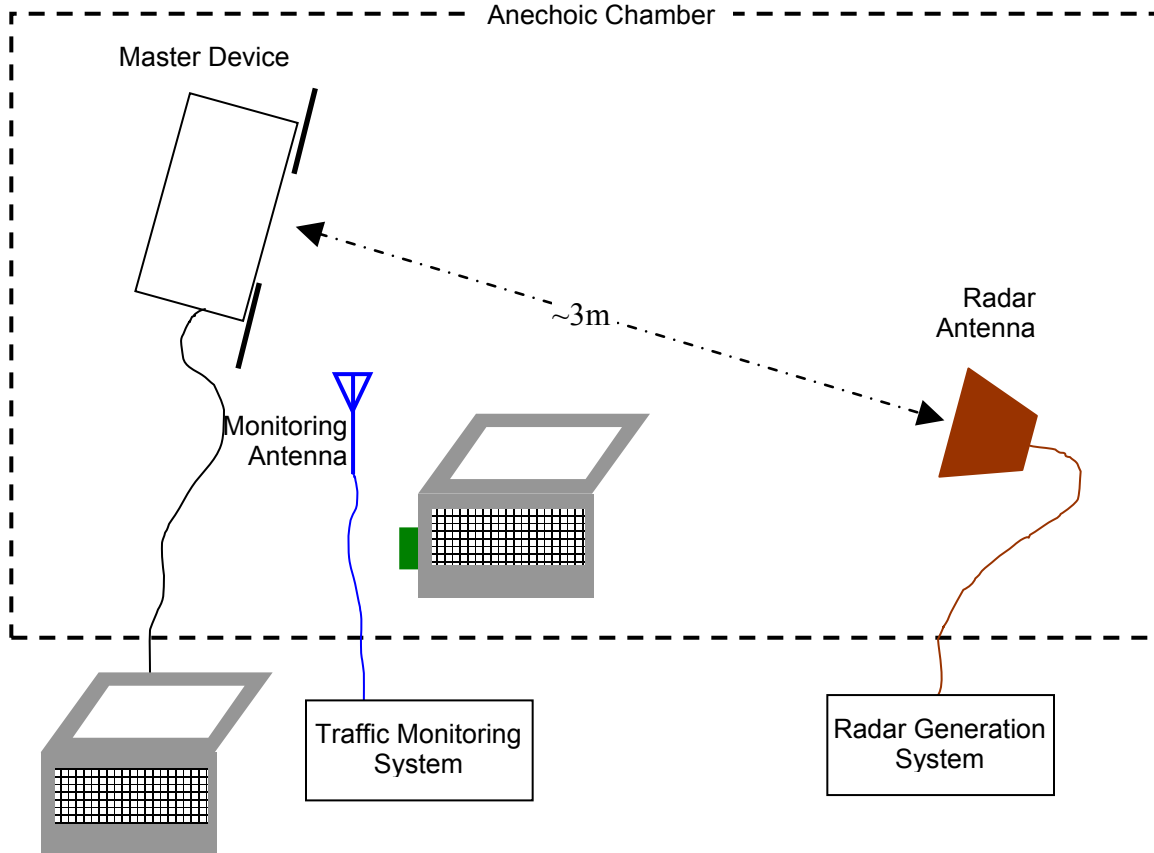 Anechoic Chamber
Master Device
~3m
Radar
Antenna
Monitoring
Antenna
Traffic Monitoring
System
Radar Generation
System